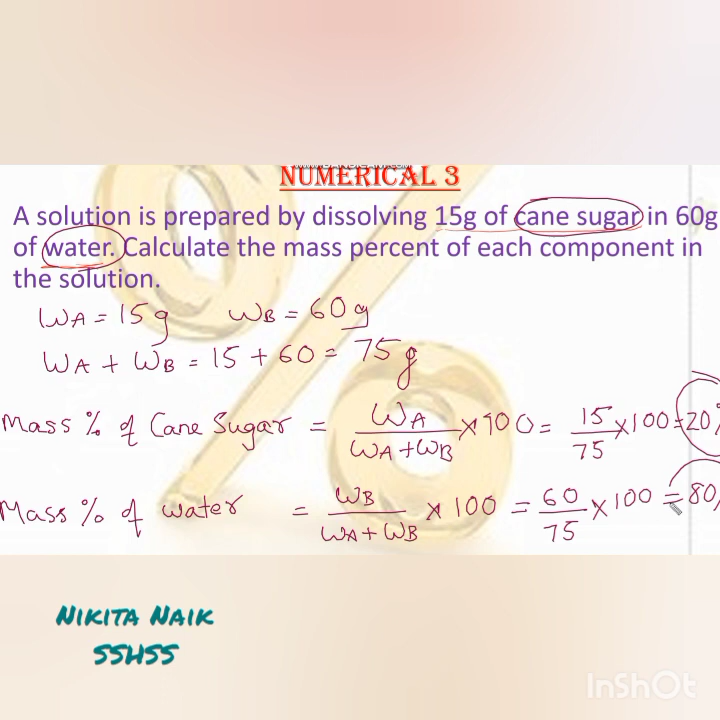 NUMERICAL 3
A solution is prepared by dissolving 15g of cane sugar in 60g
of water. Calculate the mass percent of each component in
the solution.
WA = 15g WB = 60g
WA + WB = 15 + 60 = 75g
Mass % of Cane Sugar = WA / WA+WB × 100 = 15/75 × 100 = 20%
Mass % of water = WB / WA+WB × 100 = 60/75 × 100 = 80%
NIKITA NAIK
SSHSS
InShOt